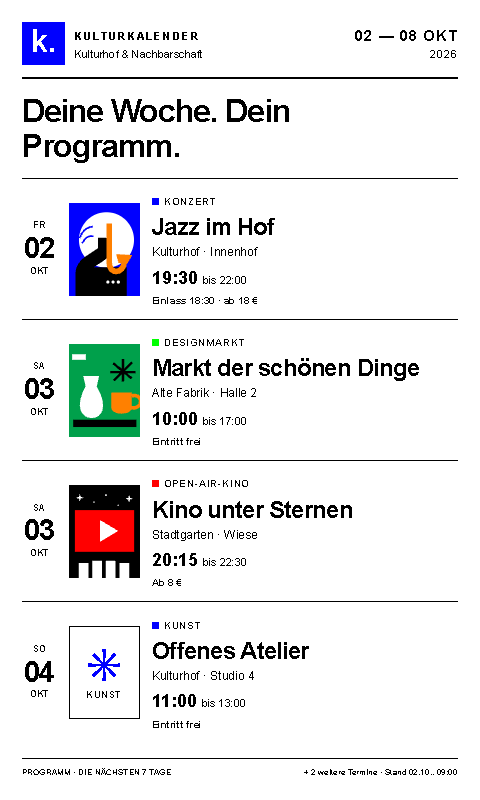 k.
KULTURKALENDER
Kulturhof & Nachbarschaft
02 — 08 OKT
2026
Deine Woche. Dein
Programm.
FR
02
OKT
KONZERT
Jazz im Hof
Kulturhof · Innenhof
19:30 bis 22:00
Einlass 18:30 · ab 18 €
SA
03
OKT
DESIGNMARKT
Markt der schönen Dinge
Alte Fabrik · Halle 2
10:00 bis 17:00
Eintritt frei
SA
03
OKT
OPEN-AIR-KINO
Kino unter Sternen
Stadtgarten · Wiese
20:15 bis 22:30
Ab 8 €
SO
04
OKT
KUNST
KUNST
Offenes Atelier
Kulturhof · Studio 4
11:00 bis 13:00
Eintritt frei
PROGRAMM · DIE NÄCHSTEN 7 TAGE
+ 2 weitere Termine · Stand 02.10., 09:00